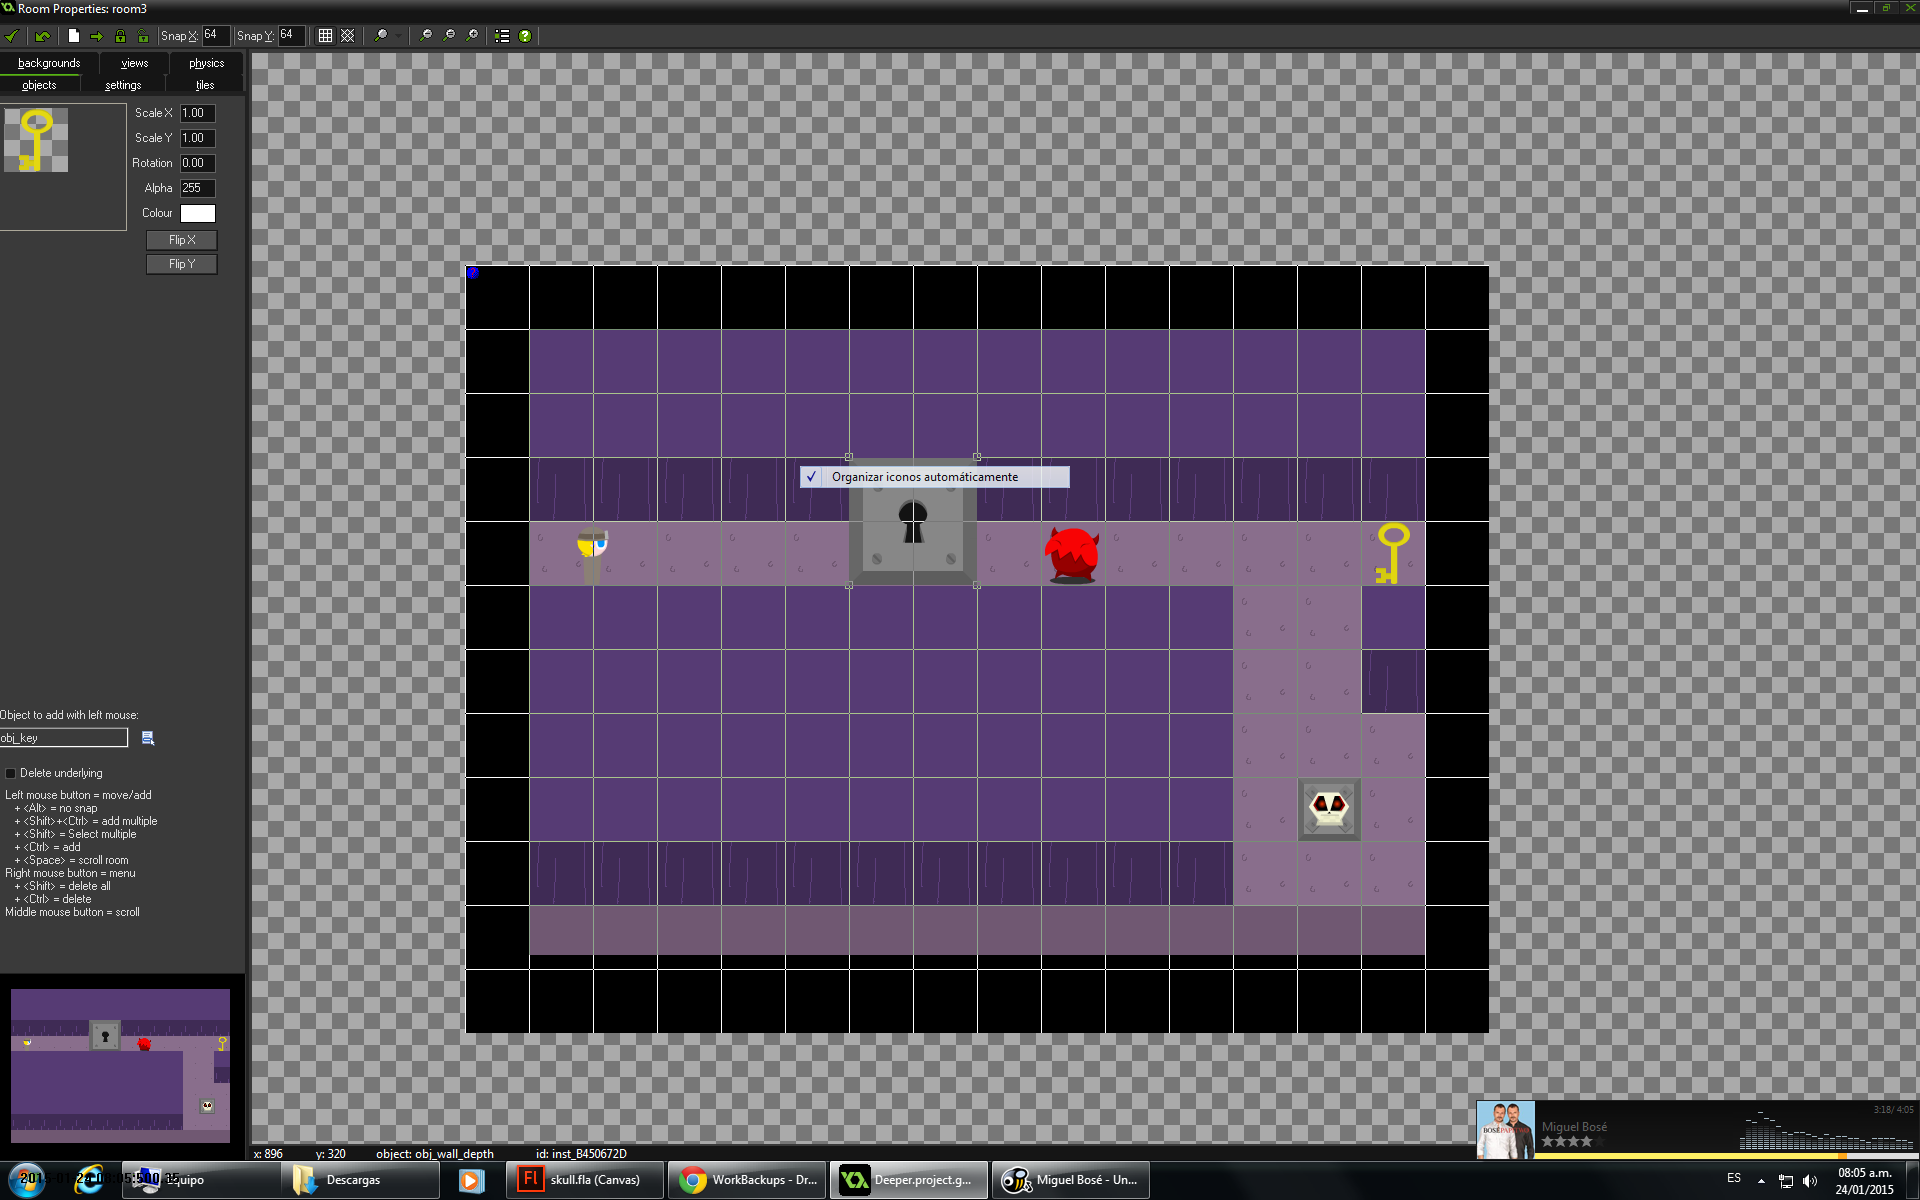 Room Properties: room3
Snap X: 64 Snap Y: 64
backgrounds views physics
objects settings tiles
Scale X 1.00
Scale Y 1.00
Rotation 0.00
Alpha 255
Colour
Flip X
Flip Y
Organizar iconos automáticamente
Object to add with left mouse:
obj_key
Delete underlying
Left mouse button = move/add
+ <Alt> = no snap
+ <Shift>+<Ctrl> = add multiple
+ <Shift> = Select multiple
+ <Ctrl> = add
+ <Space> = scroll room
Right mouse button = menu
+ <Shift> = delete all
+ <Ctrl> = delete
Middle mouse button = scroll
3:18/ 4:05
Miguel Bosé
x: 896 y: 320 object: obj_wall_depth id: inst_B450672D
Equipo
Descargas
Fl
skull.fla (Canvas)
WorkBackups - Dr...
Deeper.project.g...
Miguel Bosé - Un...
ES
08:05 a.m.
24/01/2015